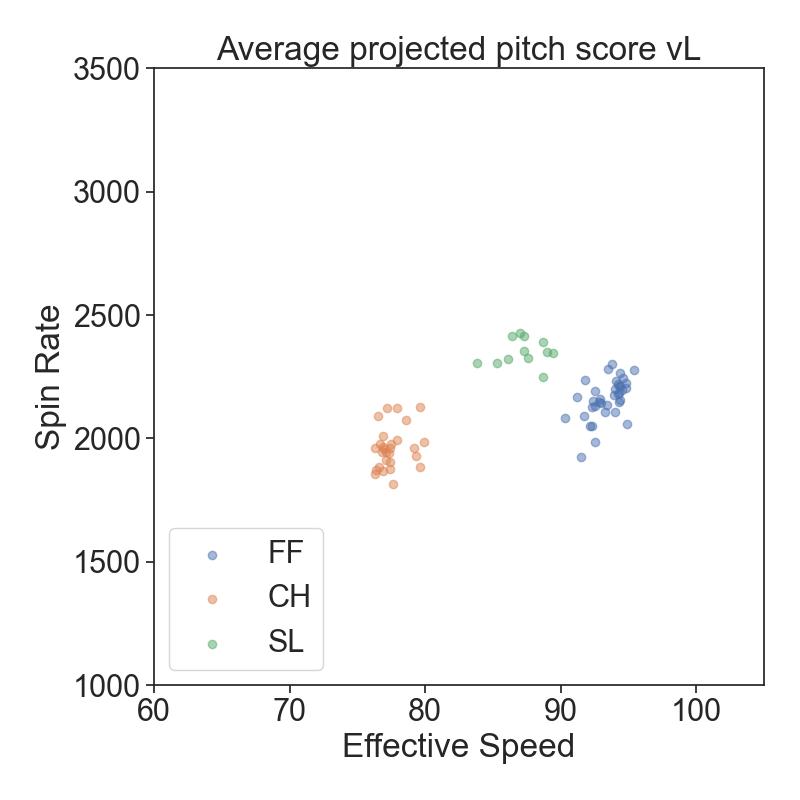 Average projected pitch score vL
3500
3000
2500
2000
1500
1000
Spin Rate
FF
CH
SL
60 70 80 90 100
Effective Speed